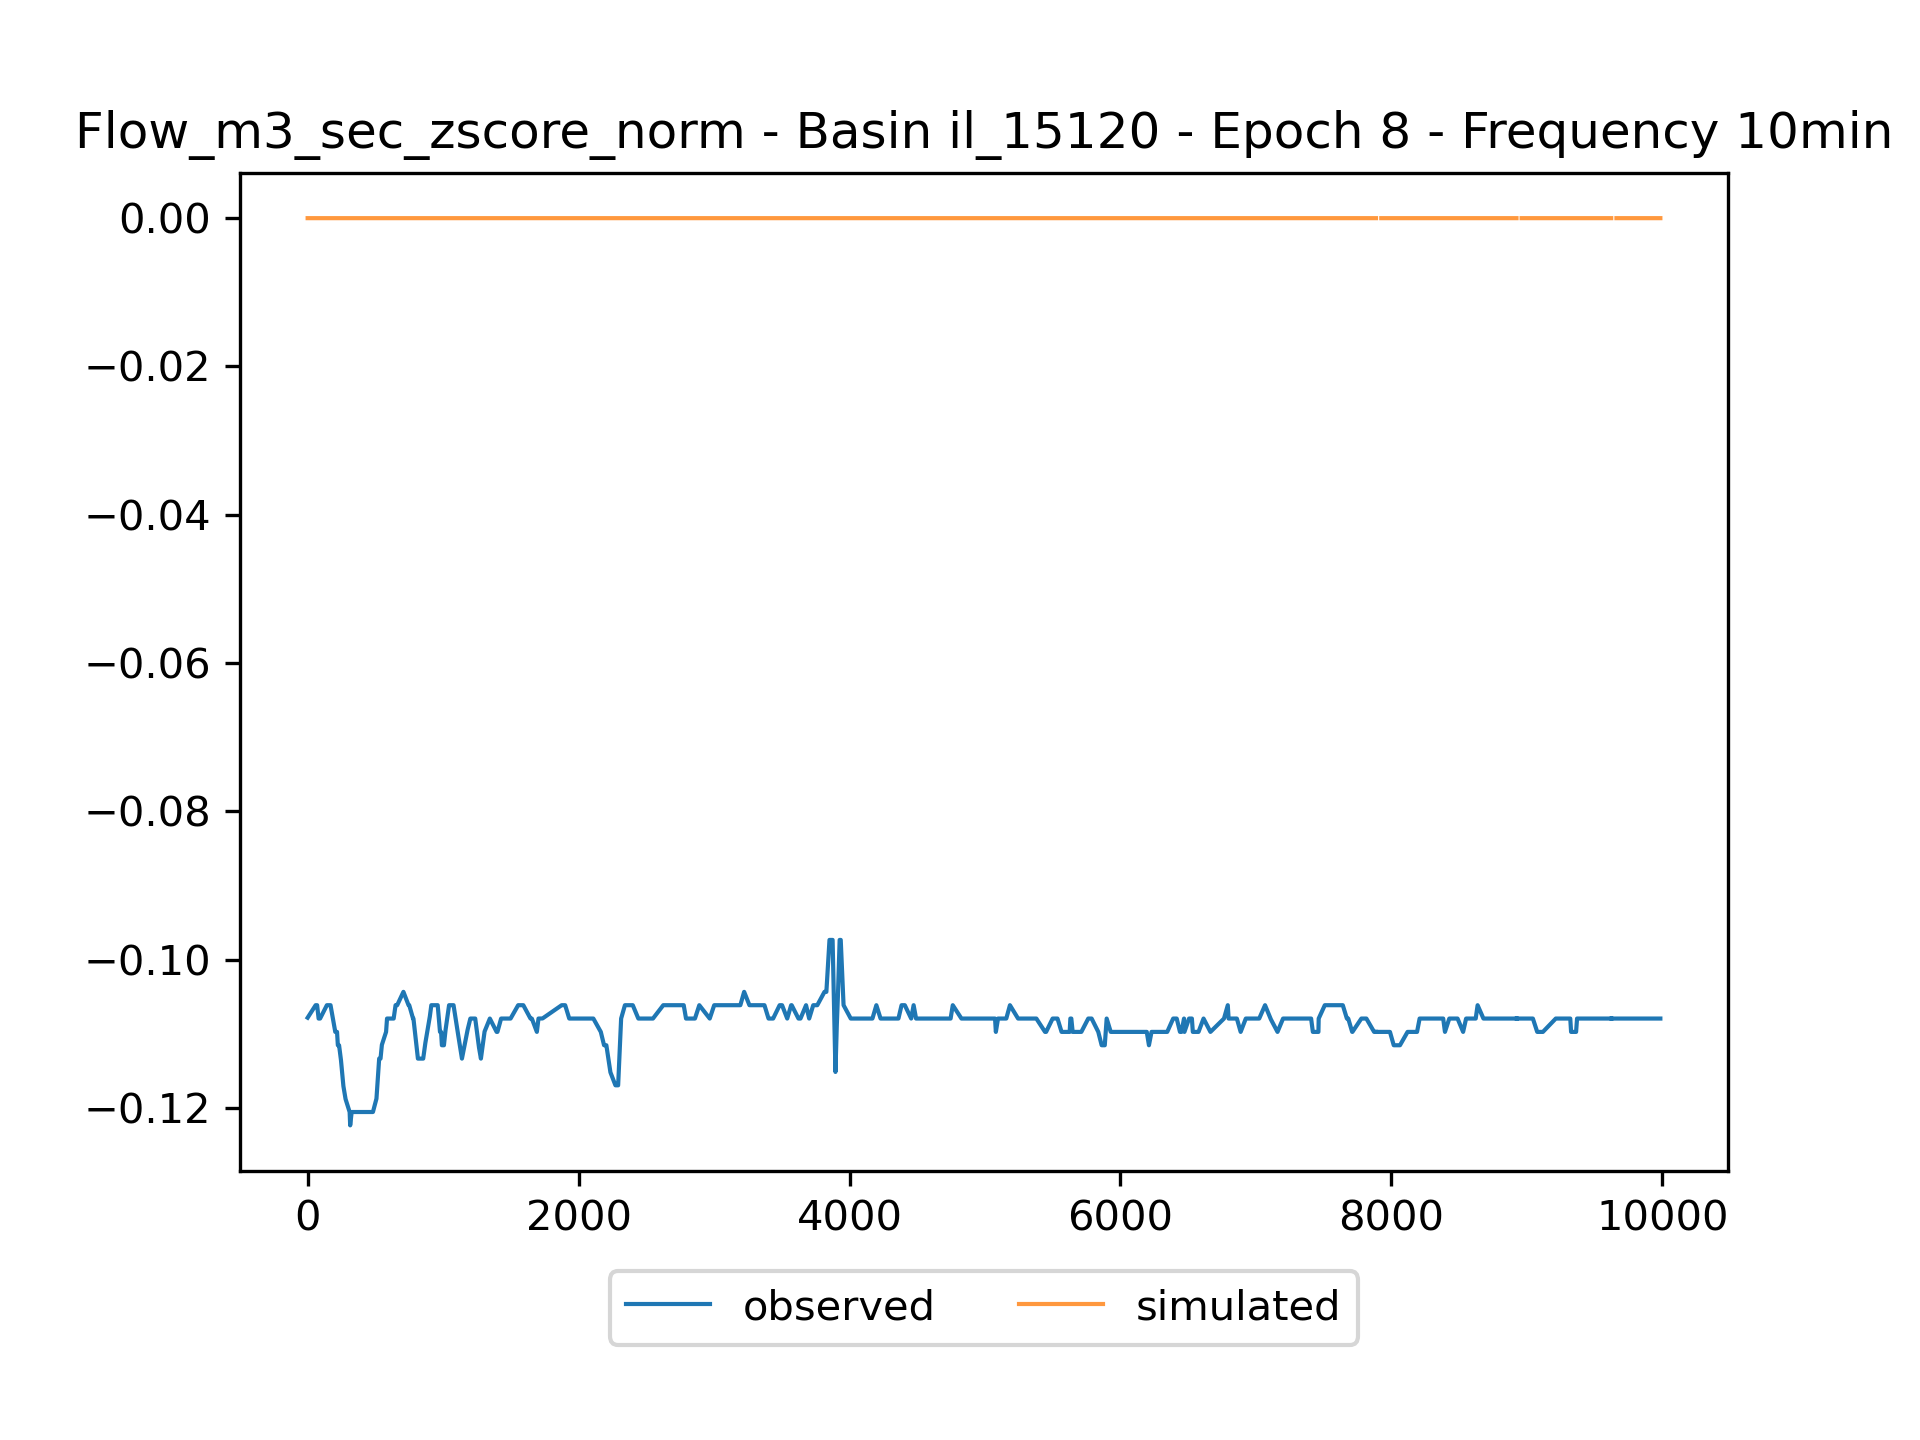 Flow_m3_sec_zscore_norm - Basin il_15120 - Epoch 8 - Frequency 10min
0.00
−0.02
−0.04
−0.06
−0.08
−0.10
−0.12
0 2000 4000 6000 8000 10000
observed simulated